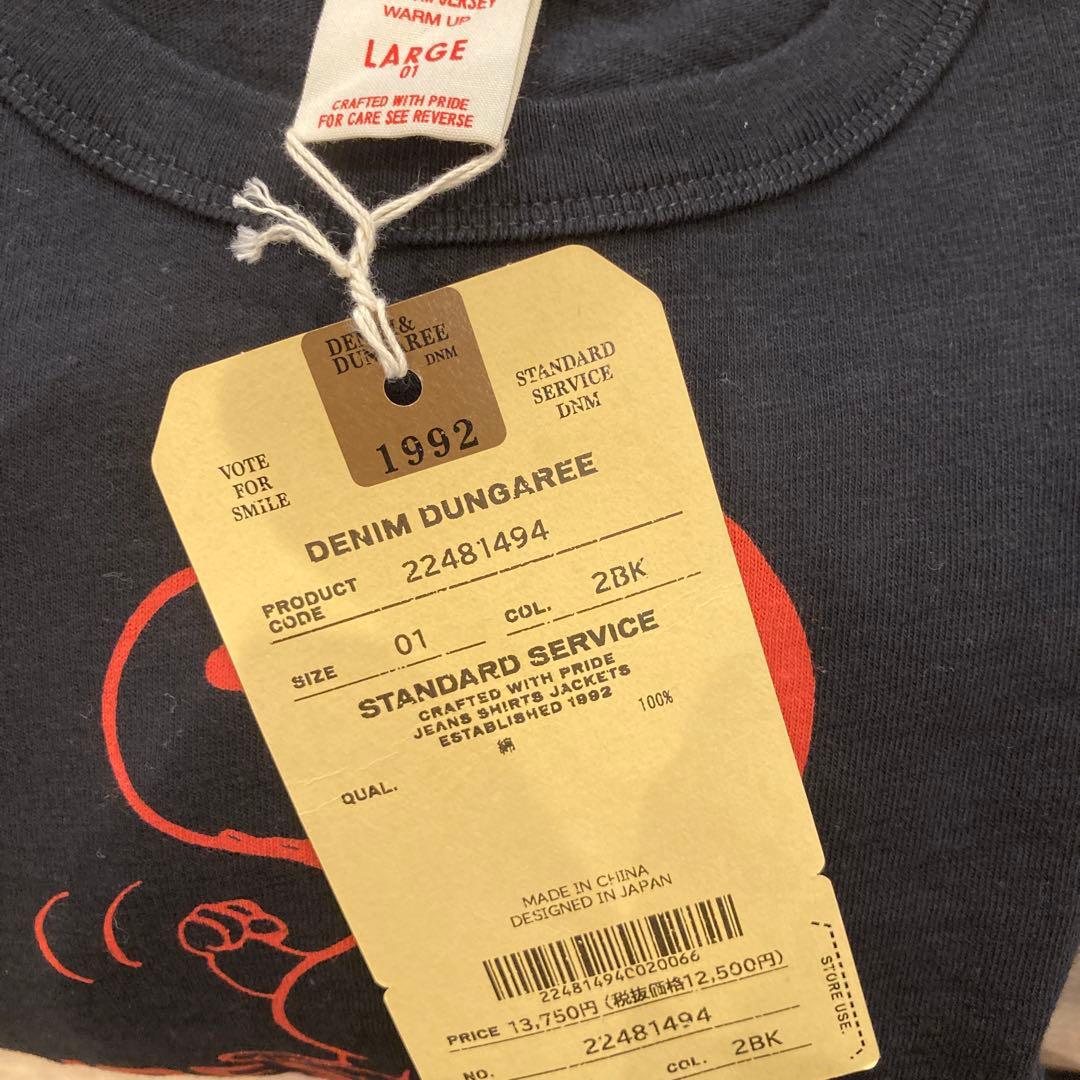 JERSEY
WARM UP
LARGE
01
CRAFTED WITH PRIDE
FOR CARE SEE REVERSE
DENIM &
DUNGAREE
DNM
1992
STANDARD
SERVICE
DNM
VOTE
FOR
SMILE
DENIM DUNGAREE
PRODUCT CODE 22481494
SIZE 01 COL. 2BK
STANDARD SERVICE
CRAFTED WITH PRIDE
JEANS SHIRTS JACKETS
ESTABLISHED 1992
綿 100%
QUAL.
MADE IN CHINA
DESIGNED IN JAPAN
22481494C020066
PRICE 13,750円 (税抜価格12,500円)
22481494
NO. COL. 2BK
STORE USE.